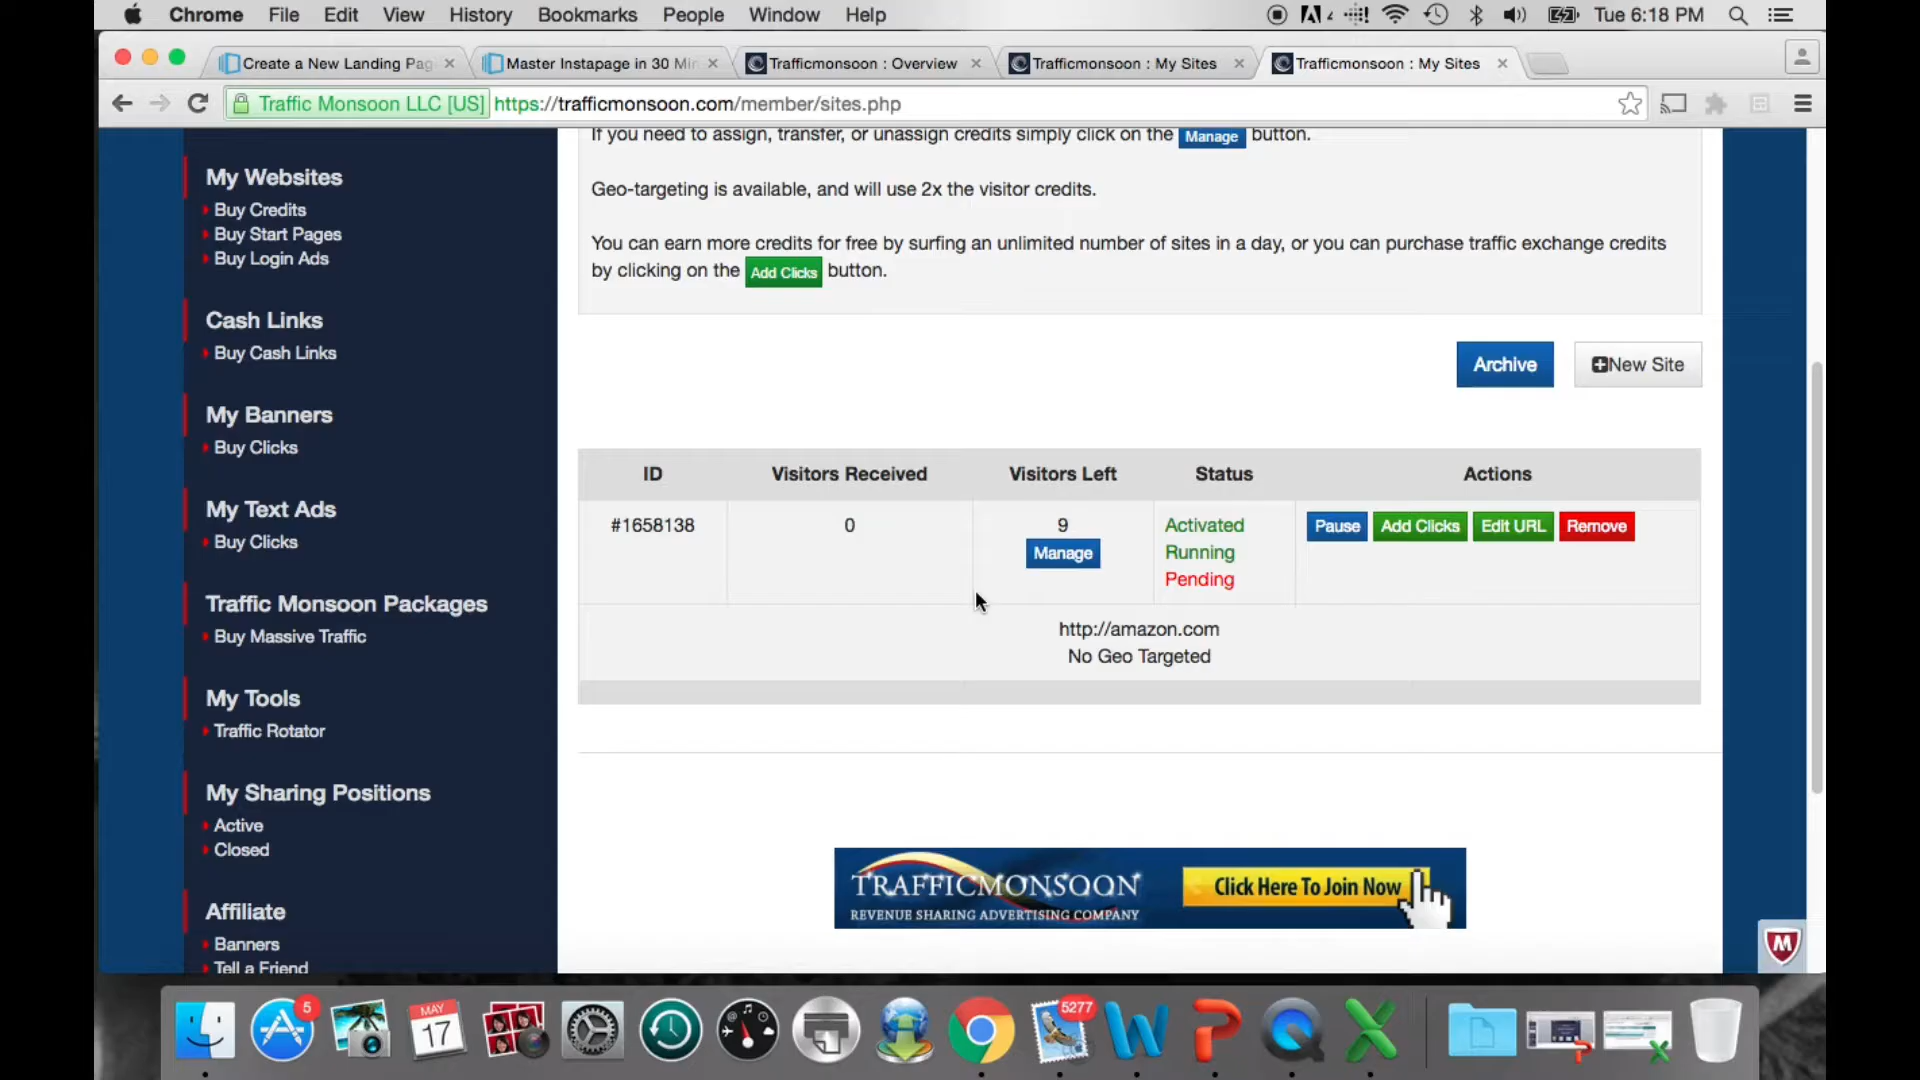 Chrome File Edit View History Bookmarks People Window Help
4 Tue 6:18 PM
Create a New Landing Pag
Master Instapage in 30 Mi
Trafficmonsoon : Overview
Trafficmonsoon : My Sites
Trafficmonsoon : My Sites
Traffic Monsoon LLC [US] https://trafficmonsoon.com/member/sites.php
My Websites
Buy Credits
Buy Start Pages
Buy Login Ads
Cash Links
Buy Cash Links
My Banners
Buy Clicks
My Text Ads
Buy Clicks
Traffic Monsoon Packages
Buy Massive Traffic
My Tools
Traffic Rotator
My Sharing Positions
Active
Closed
Affiliate
Banners
Tell a Friend
If you need to assign, transfer, or unassign credits simply click on the Manage button.
Geo-targeting is available, and will use 2x the visitor credits.
You can earn more credits for free by surfing an unlimited number of sites in a day, or you can purchase traffic exchange credits
by clicking on the Add Clicks button.
Archive New Site
ID Visitors Received Visitors Left Status Actions
#1658138 0 9 Activated Pause Add Clicks Edit URL Remove
Manage Running
Pending
http://amazon.com
No Geo Targeted
TRAFFICMONSOON
REVENUE SHARING ADVERTISING COMPANY
Click Here To Join Now
M
5
MAY
17
5277